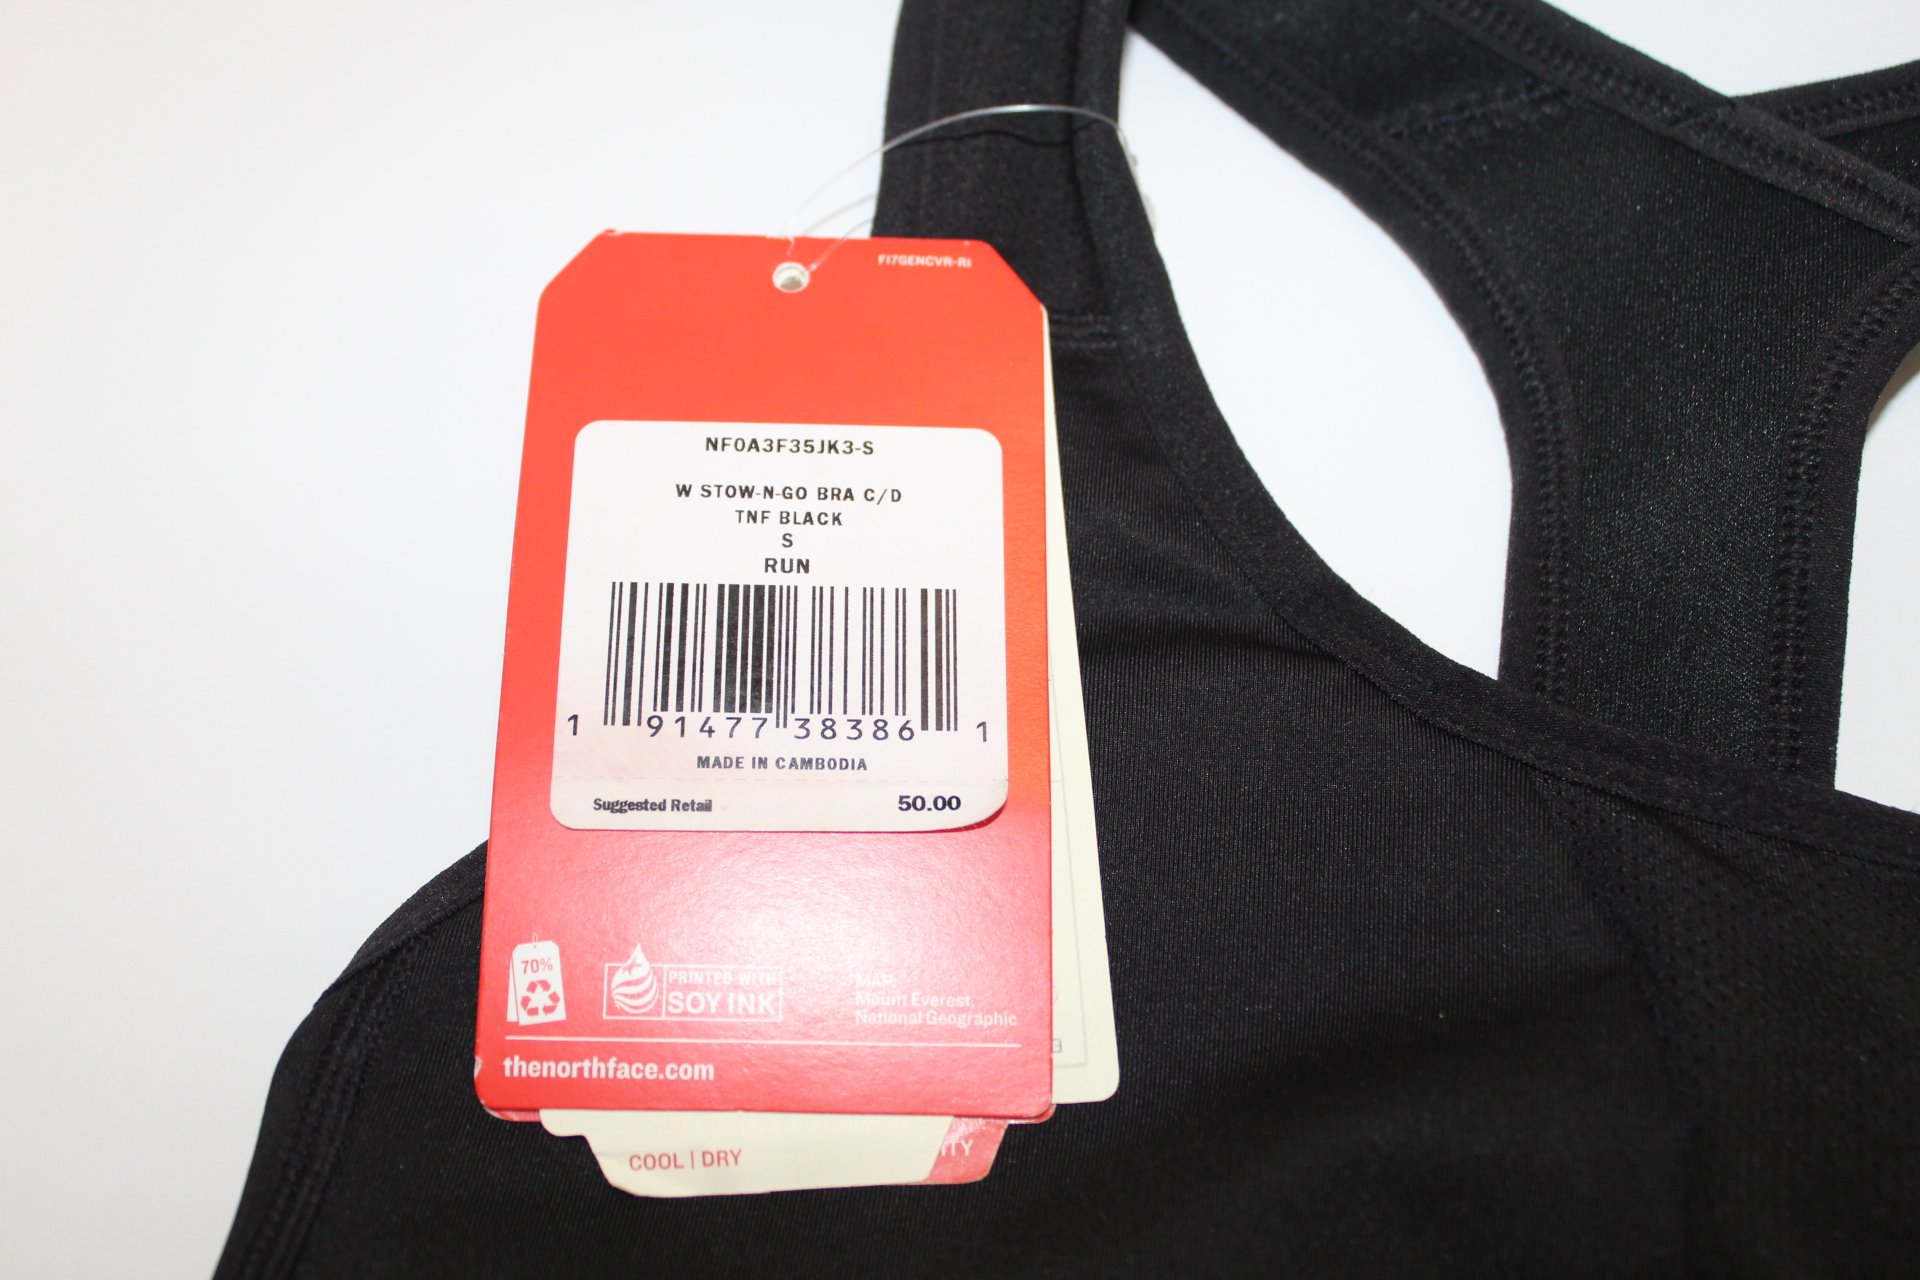 F17GENCVR-RI
NF0A3F35JK3-S
W STOW-N-GO BRA C/D
TNF BLACK
S
RUN
1 91477 38386 1
MADE IN CAMBODIA
Suggested Retail 50.00
70%
PRINTED WITH
SOY INK
MAP:
Mount Everest,
National Geographic
thenorthface.com
COOL | DRY